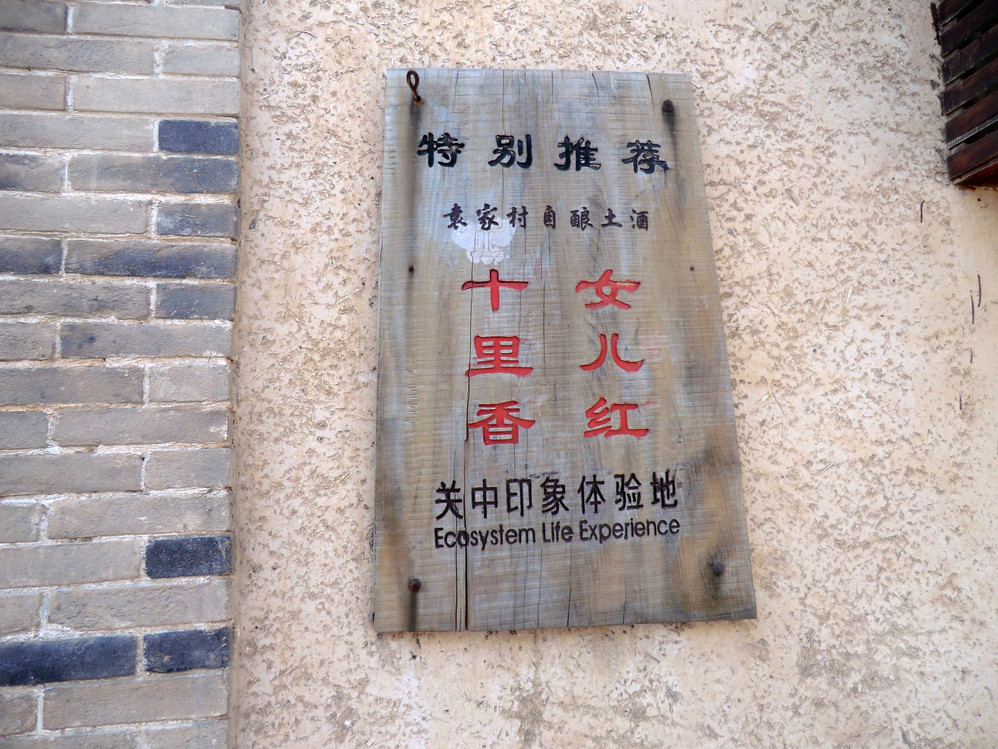 特别推荐
袁家村自酿土酒
女儿红
十里香
关中印象体验地
Ecosystem Life Experience